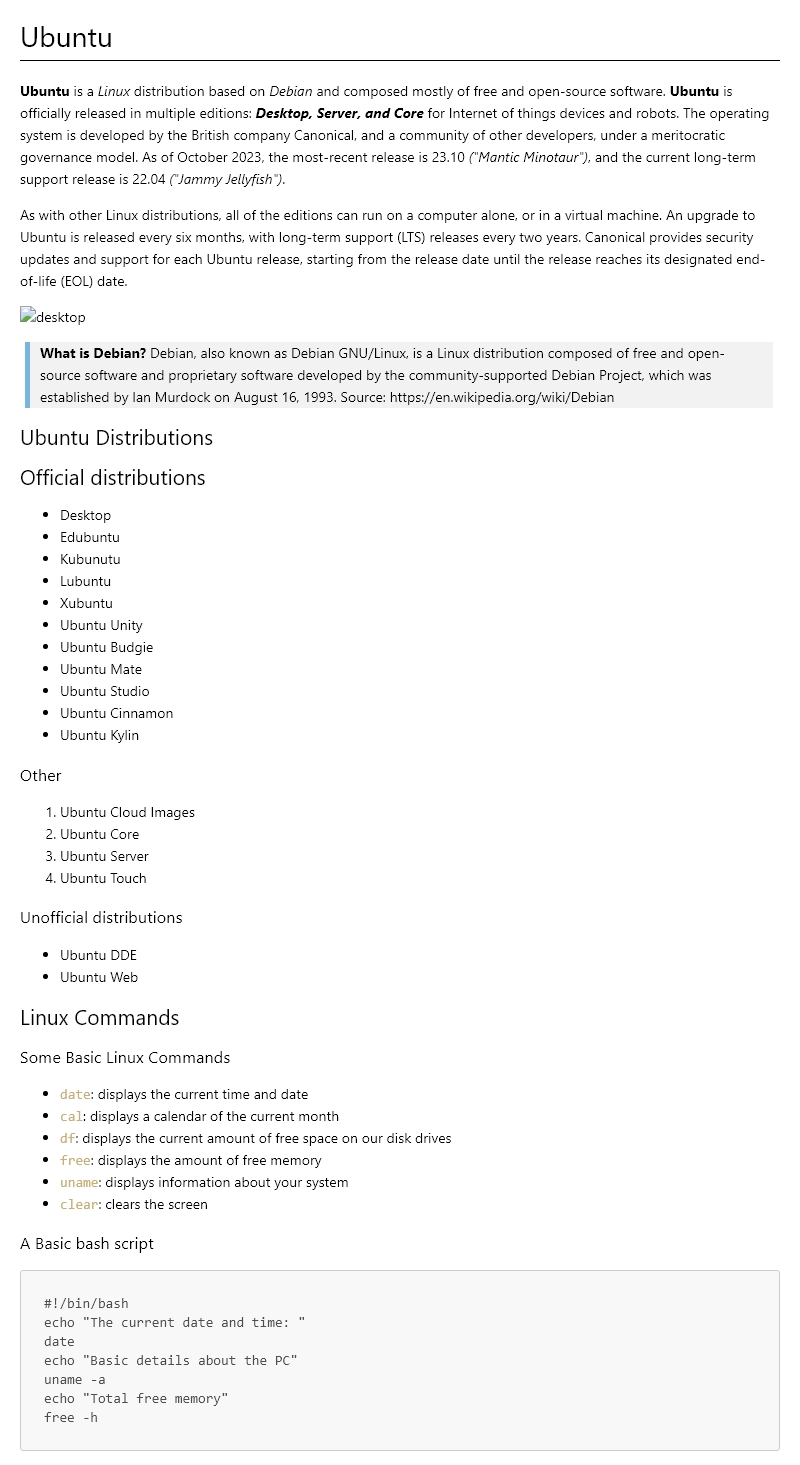 Ubuntu
Ubuntu is a Linux distribution based on Debian and composed mostly of free and open-source software. Ubuntu is
officially released in multiple editions: Desktop, Server, and Core for Internet of things devices and robots. The operating
system is developed by the British company Canonical, and a community of other developers, under a meritocratic
governance model. As of October 2023, the most-recent release is 23.10 ("Mantic Minotaur"), and the current long-term
support release is 22.04 ("Jammy Jellyfish").
As with other Linux distributions, all of the editions can run on a computer alone, or in a virtual machine. An upgrade to
Ubuntu is released every six months, with long-term support (LTS) releases every two years. Canonical provides security
updates and support for each Ubuntu release, starting from the release date until the release reaches its designated end-
of-life (EOL) date.
desktop
What is Debian? Debian, also known as Debian GNU/Linux, is a Linux distribution composed of free and open-
source software and proprietary software developed by the community-supported Debian Project, which was
established by Ian Murdock on August 16, 1993. Source: https://en.wikipedia.org/wiki/Debian
Ubuntu Distributions
Official distributions
• Desktop
• Edubuntu
• Kubunutu
• Lubuntu
• Xubuntu
• Ubuntu Unity
• Ubuntu Budgie
• Ubuntu Mate
• Ubuntu Studio
• Ubuntu Cinnamon
• Ubuntu Kylin
Other
1. Ubuntu Cloud Images
2. Ubuntu Core
3. Ubuntu Server
4. Ubuntu Touch
Unofficial distributions
• Ubuntu DDE
• Ubuntu Web
Linux Commands
Some Basic Linux Commands
• date: displays the current time and date
• cal: displays a calendar of the current month
• df: displays the current amount of free space on our disk drives
• free: displays the amount of free memory
• uname: displays information about your system
• clear: clears the screen
A Basic bash script
#!/bin/bash
echo "The current date and time: "
date
echo "Basic details about the PC"
uname -a
echo "Total free memory"
free -h